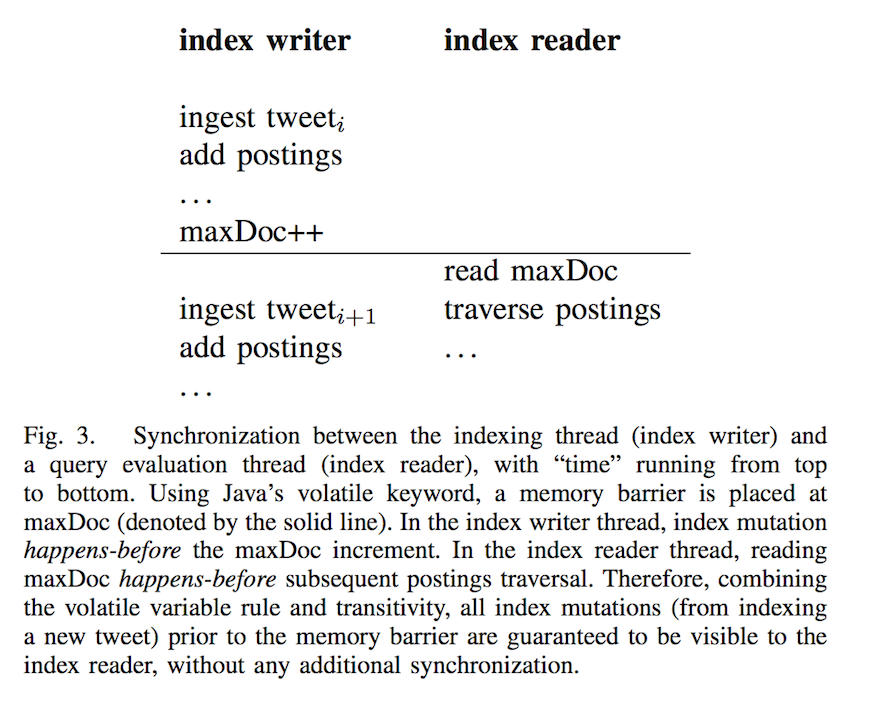 index writer index reader
ingest tweet_i
add postings
...
maxDoc++
read maxDoc
ingest tweet_{i+1} traverse postings
add postings ...
...
Fig. 3. Synchronization between the indexing thread (index writer) and
a query evaluation thread (index reader), with “time” running from top
to bottom. Using Java’s volatile keyword, a memory barrier is placed at
maxDoc (denoted by the solid line). In the index writer thread, index mutation
happens-before the maxDoc increment. In the index reader thread, reading
maxDoc happens-before subsequent postings traversal. Therefore, combining
the volatile variable rule and transitivity, all index mutations (from indexing
a new tweet) prior to the memory barrier are guaranteed to be visible to the
index reader, without any additional synchronization.